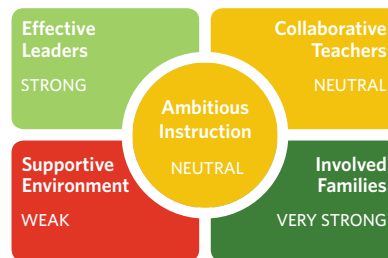 Effective
Leaders
STRONG
Collaborative
Teachers
NEUTRAL
Ambitious
Instruction
NEUTRAL
Supportive
Environment
WEAK
Involved
Families
VERY STRONG